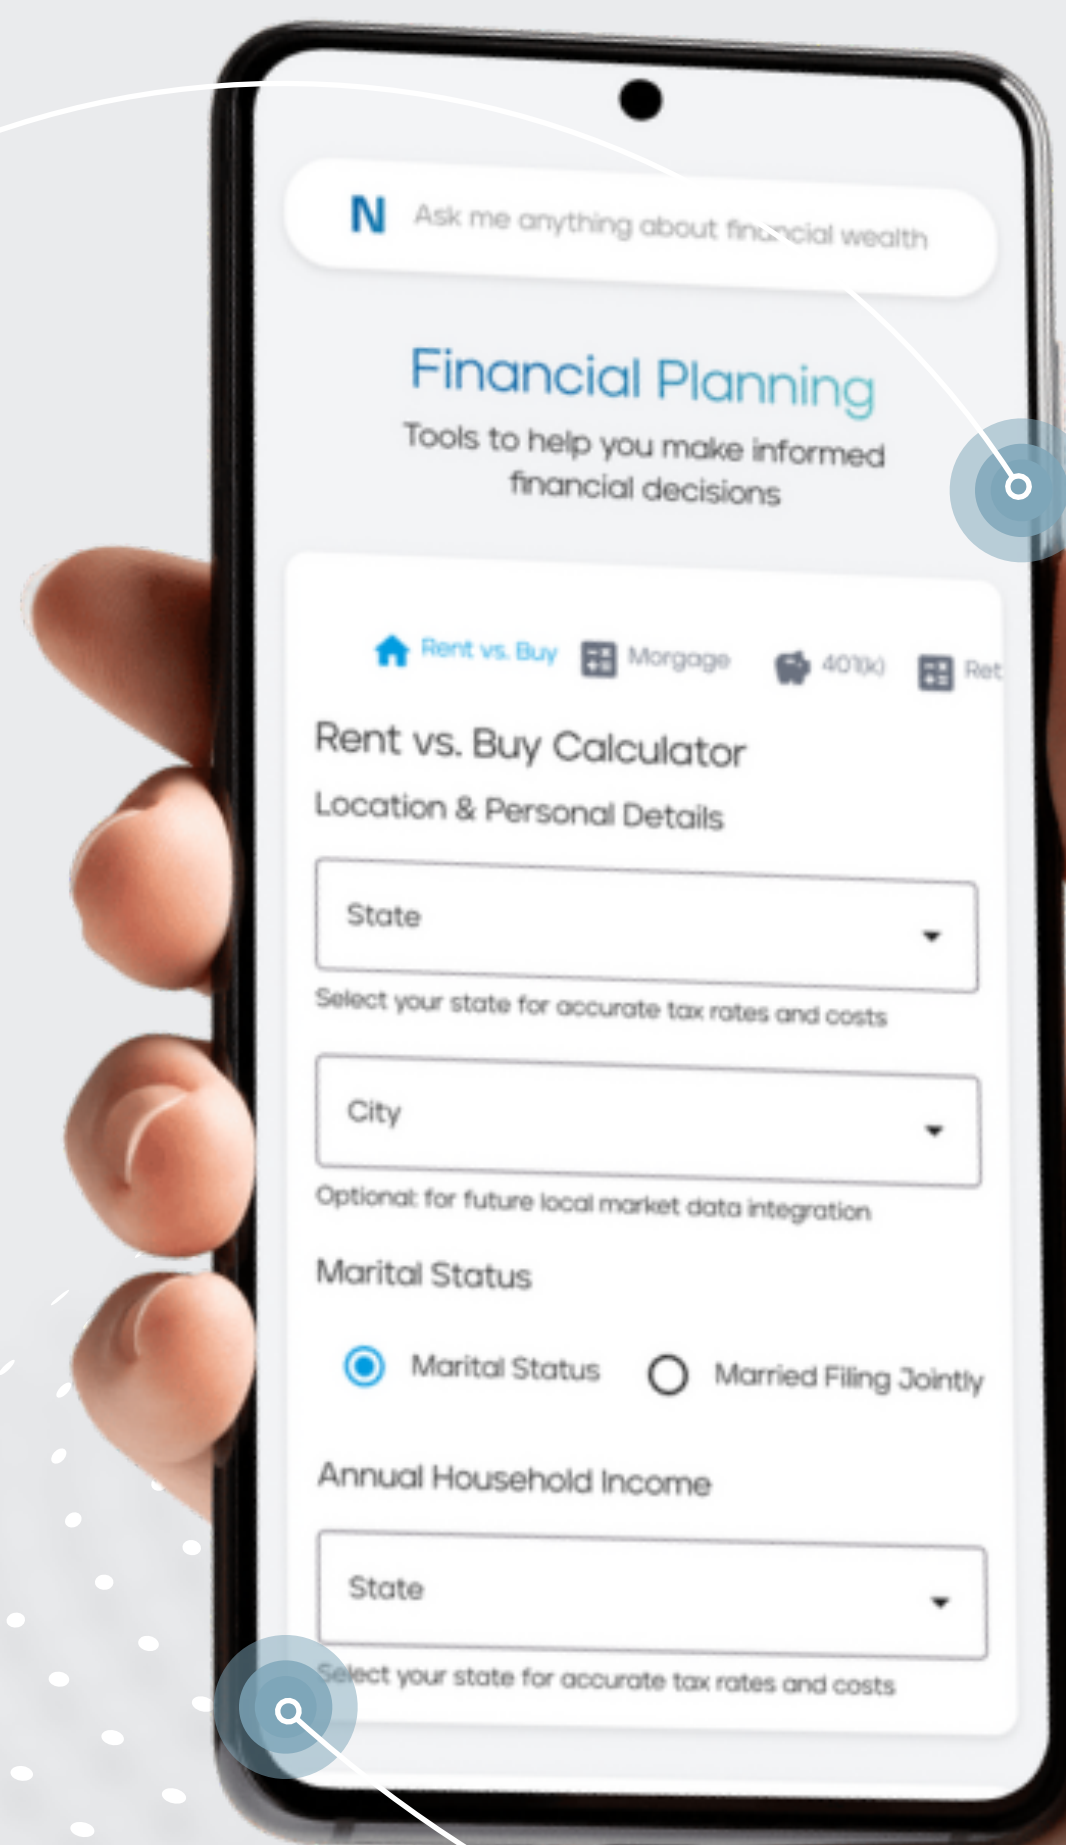 N Ask me anything about financial wealth
Financial Planning
Tools to help you make informed
financial decisions
Rent vs. Buy Morgage 401(k) Ret
Rent vs. Buy Calculator
Location & Personal Details
State
Select your state for accurate tax rates and costs
City
Optional: for future local market data integration
Marital Status
Marital Status Married Filing Jointly
Annual Household Income
State
Select your state for accurate tax rates and costs